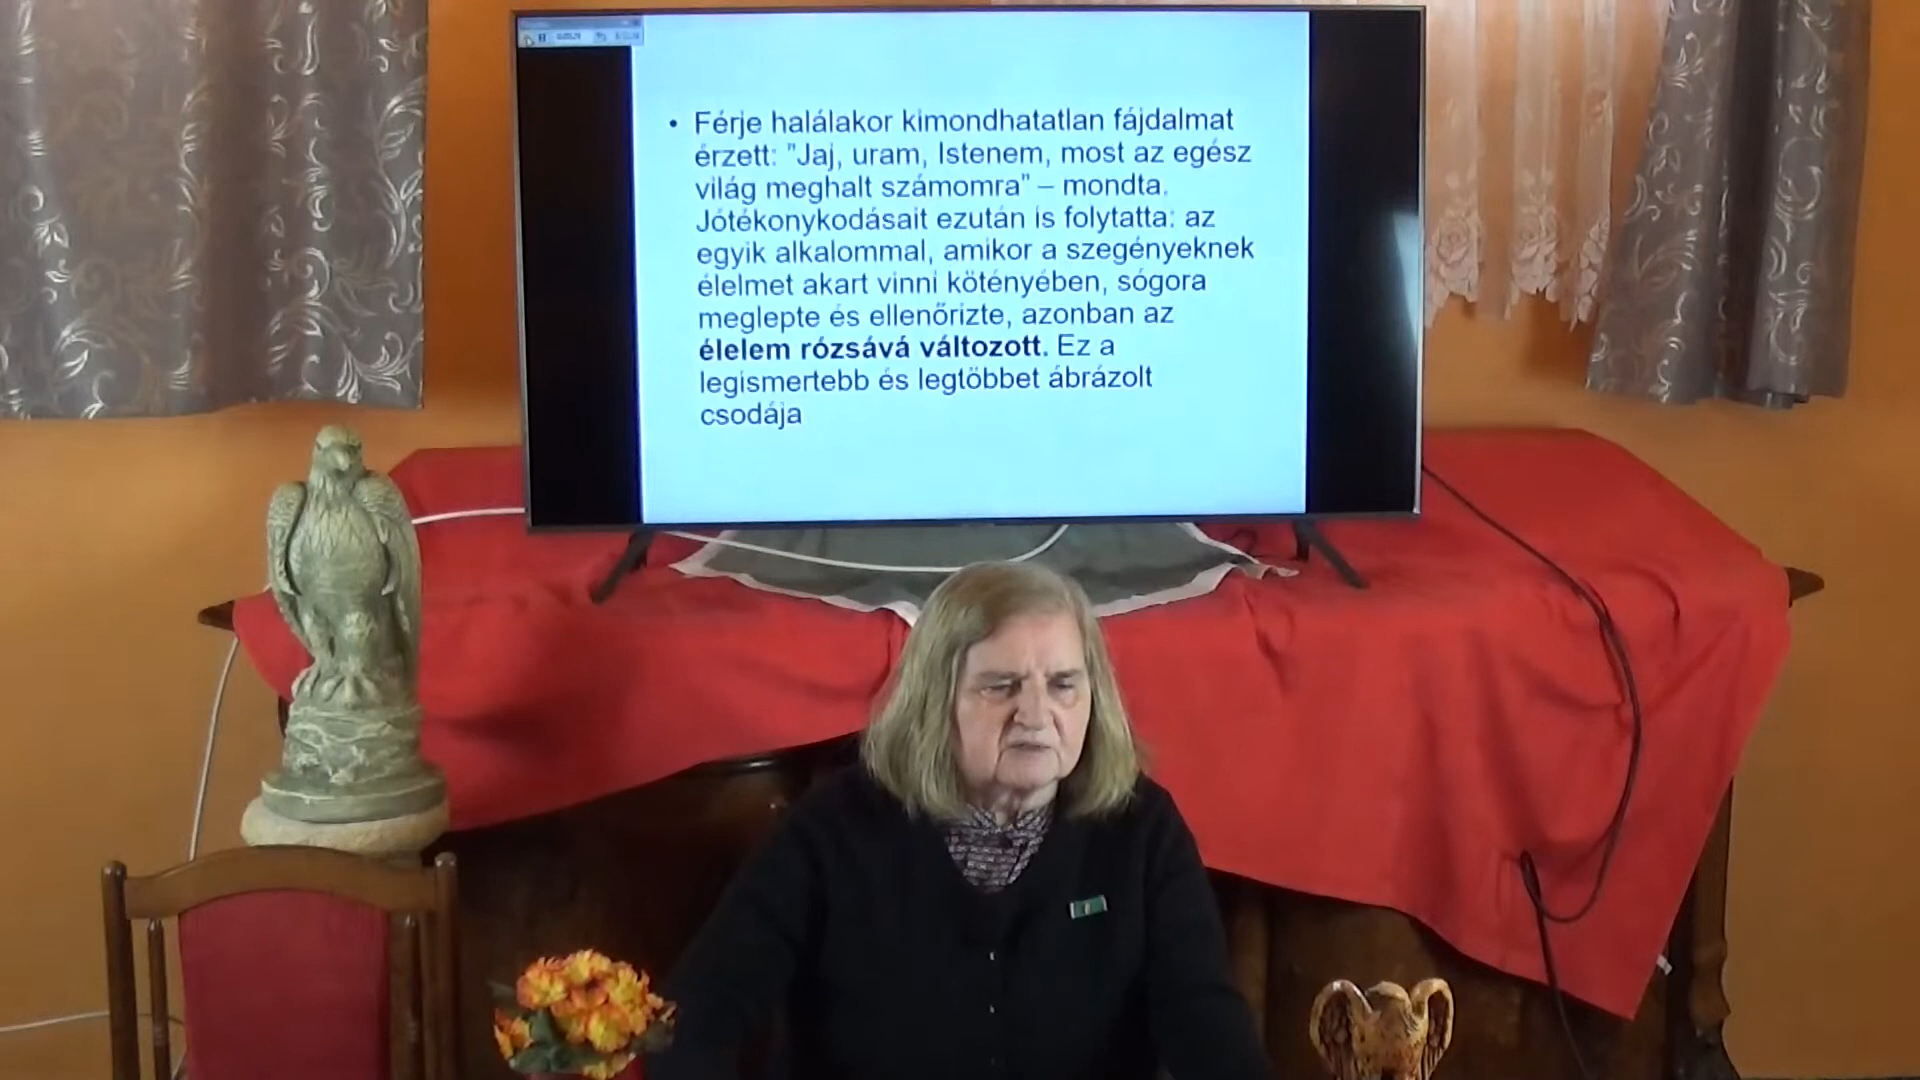 • Férje halálakor kimondhatatlan fájdalmat
érzett: "Jaj, uram, Istenem, most az egész
világ meghalt számomra" – mondta.
Jótékonykodásait ezután is folytatta: az
egyik alkalommal, amikor a szegényeknek
élelmet akart vinni kötényében, sógora
meglepte és ellenőrizte, azonban az
élelem rózsává változott. Ez a
legismertebb és legtöbbet ábrázolt
csodája